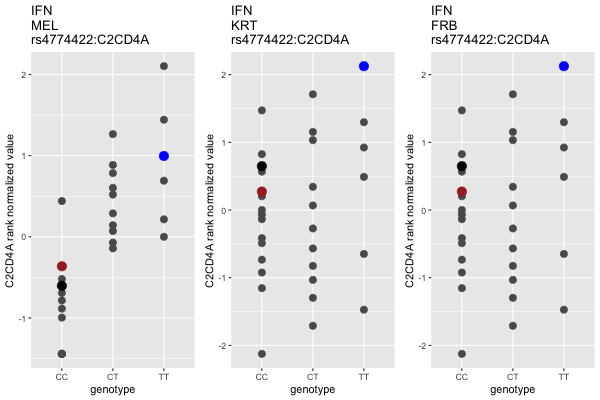 IFN
MEL
rs4774422:C2CD4A
C2CD4A rank normalized value
2
1
0
-1
CC
CT
TT
genotype
IFN
KRT
rs4774422:C2CD4A
C2CD4A rank normalized value
2
1
0
-1
-2
CC
CT
TT
genotype
IFN
FRB
rs4774422:C2CD4A
C2CD4A rank normalized value
2
1
0
-1
-2
CC
CT
TT
genotype